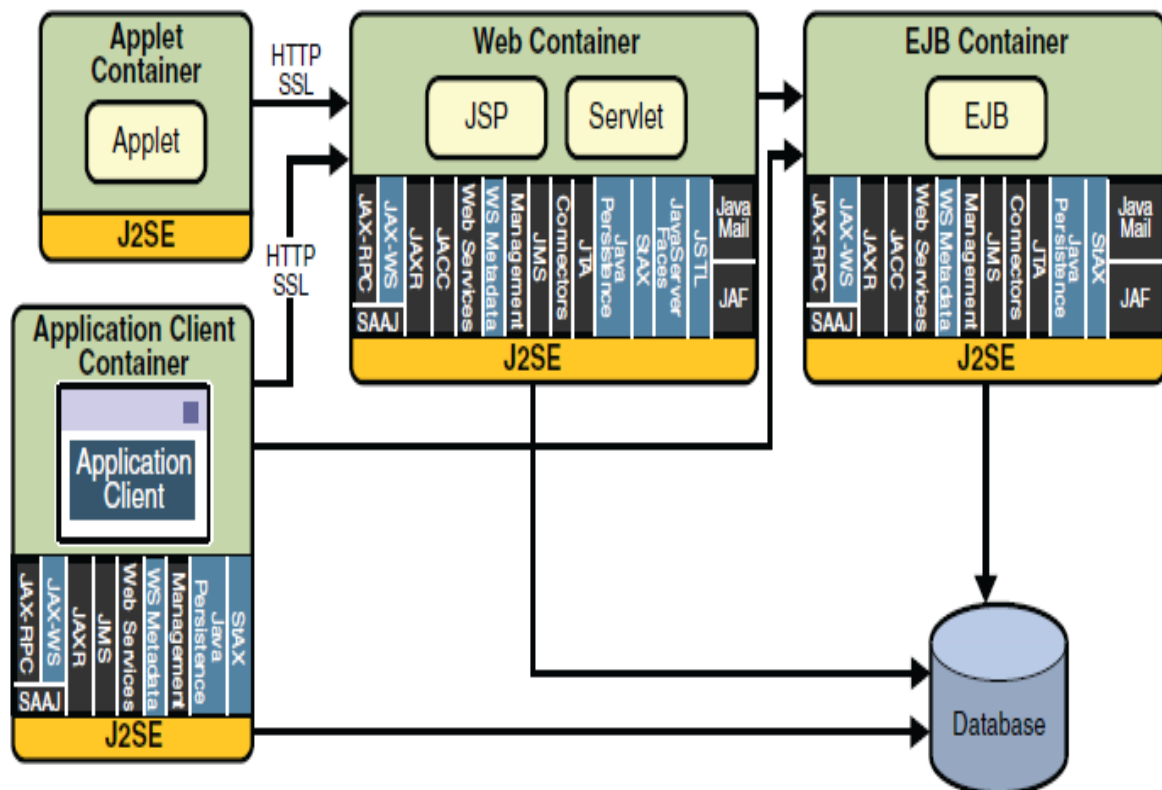 Applet
Container
Applet
J2SE
HTTP
SSL
HTTP
SSL
Web Container
JSP
Servlet
JAX-RPC
JAX-WS
SAAJ
JAXR
JACC
Web Services
WS Metadata
Management
JMS
Connectors
JTA
Java
Persistence
StAX
JavaServer
Faces
JSTL
Java
Mail
JAF
J2SE
EJB Container
EJB
JAX-RPC
JAX-WS
SAAJ
JAXR
JACC
Web Services
WS Metadata
Management
JMS
Connectors
JTA
Java
Persistence
StAX
Java
Mail
JAF
J2SE
Application Client
Container
Application
Client
JAX-RPC
JAX-WS
SAAJ
JAXR
JMS
Web Services
WS Metadata
Management
Java
Persistence
StAX
J2SE
Database